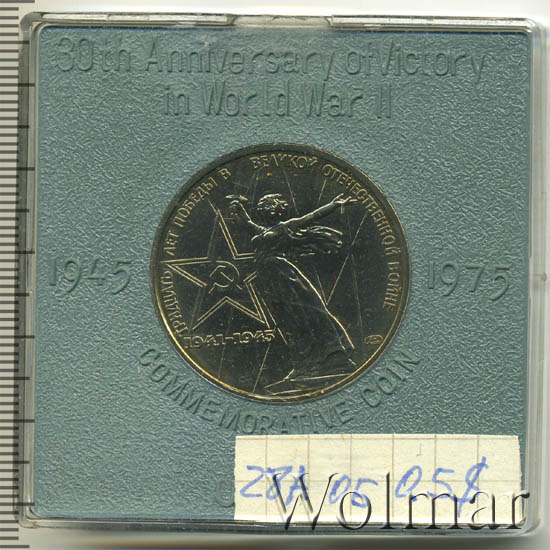 30th Anniversary of Victory
in World War II
ТРИДЦАТЬ ЛЕТ ПОБЕДЫ В ВЕЛИКОЙ ОТЕЧЕСТВЕННОЙ ВОЙНЕ
1945
1975
1941-1945
COMMEMORATIVE COIN
Wolmar